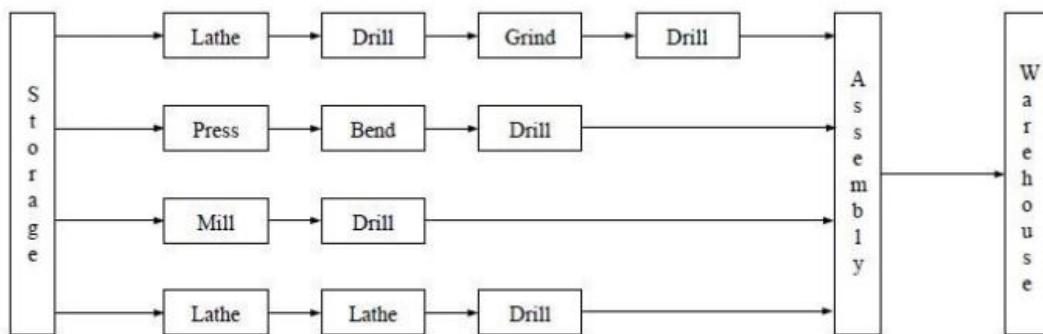 Storage
Lathe Drill Grind Drill
Press Bend Drill
Mill Drill
Lathe Lathe Drill
Assembly
Warehouse